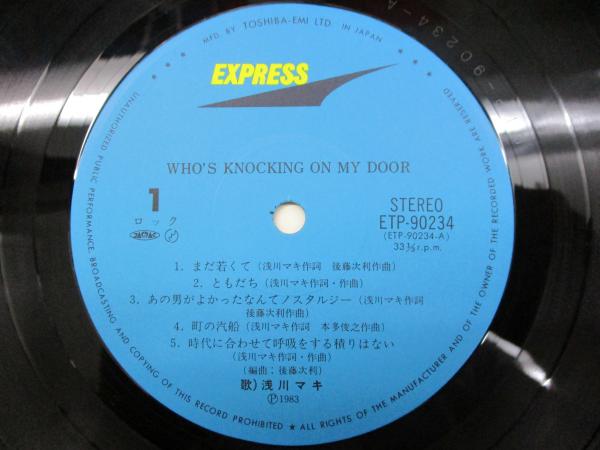 MFD. BY TOSHIBA-EMI LTD. IN JAPAN
EXPRESS
WHO'S KNOCKING ON MY DOOR
1
ロック
JASRAC
STEREO
ETP-90234
(ETP-90234-A)
33⅓r.p.m.
1. まだ若くて (浅川マキ作詞 後藤次利作曲)
2. ともだち (浅川マキ作詞・作曲)
3. あの男がよかったなんてノスタルジー (浅川マキ作詞
後藤次利作曲)
4. 町の汽船 (浅川マキ作詞 本多俊之作曲)
5. 時代に合わせて呼吸をする積りはない
(浅川マキ作詞・作曲)
(編曲；後藤次利)
歌) 浅川マキ
Ⓟ1983
UNAUTHORIZED PUBLIC PERFORMANCE, BROADCASTING AND COPYING OF THIS RECORD PROHIBITED ★ ALL RIGHTS OF THE MANUFACTURER AND OF THE OWNER OF THE RECORDED WORK ARE RESERVED
-90234-A